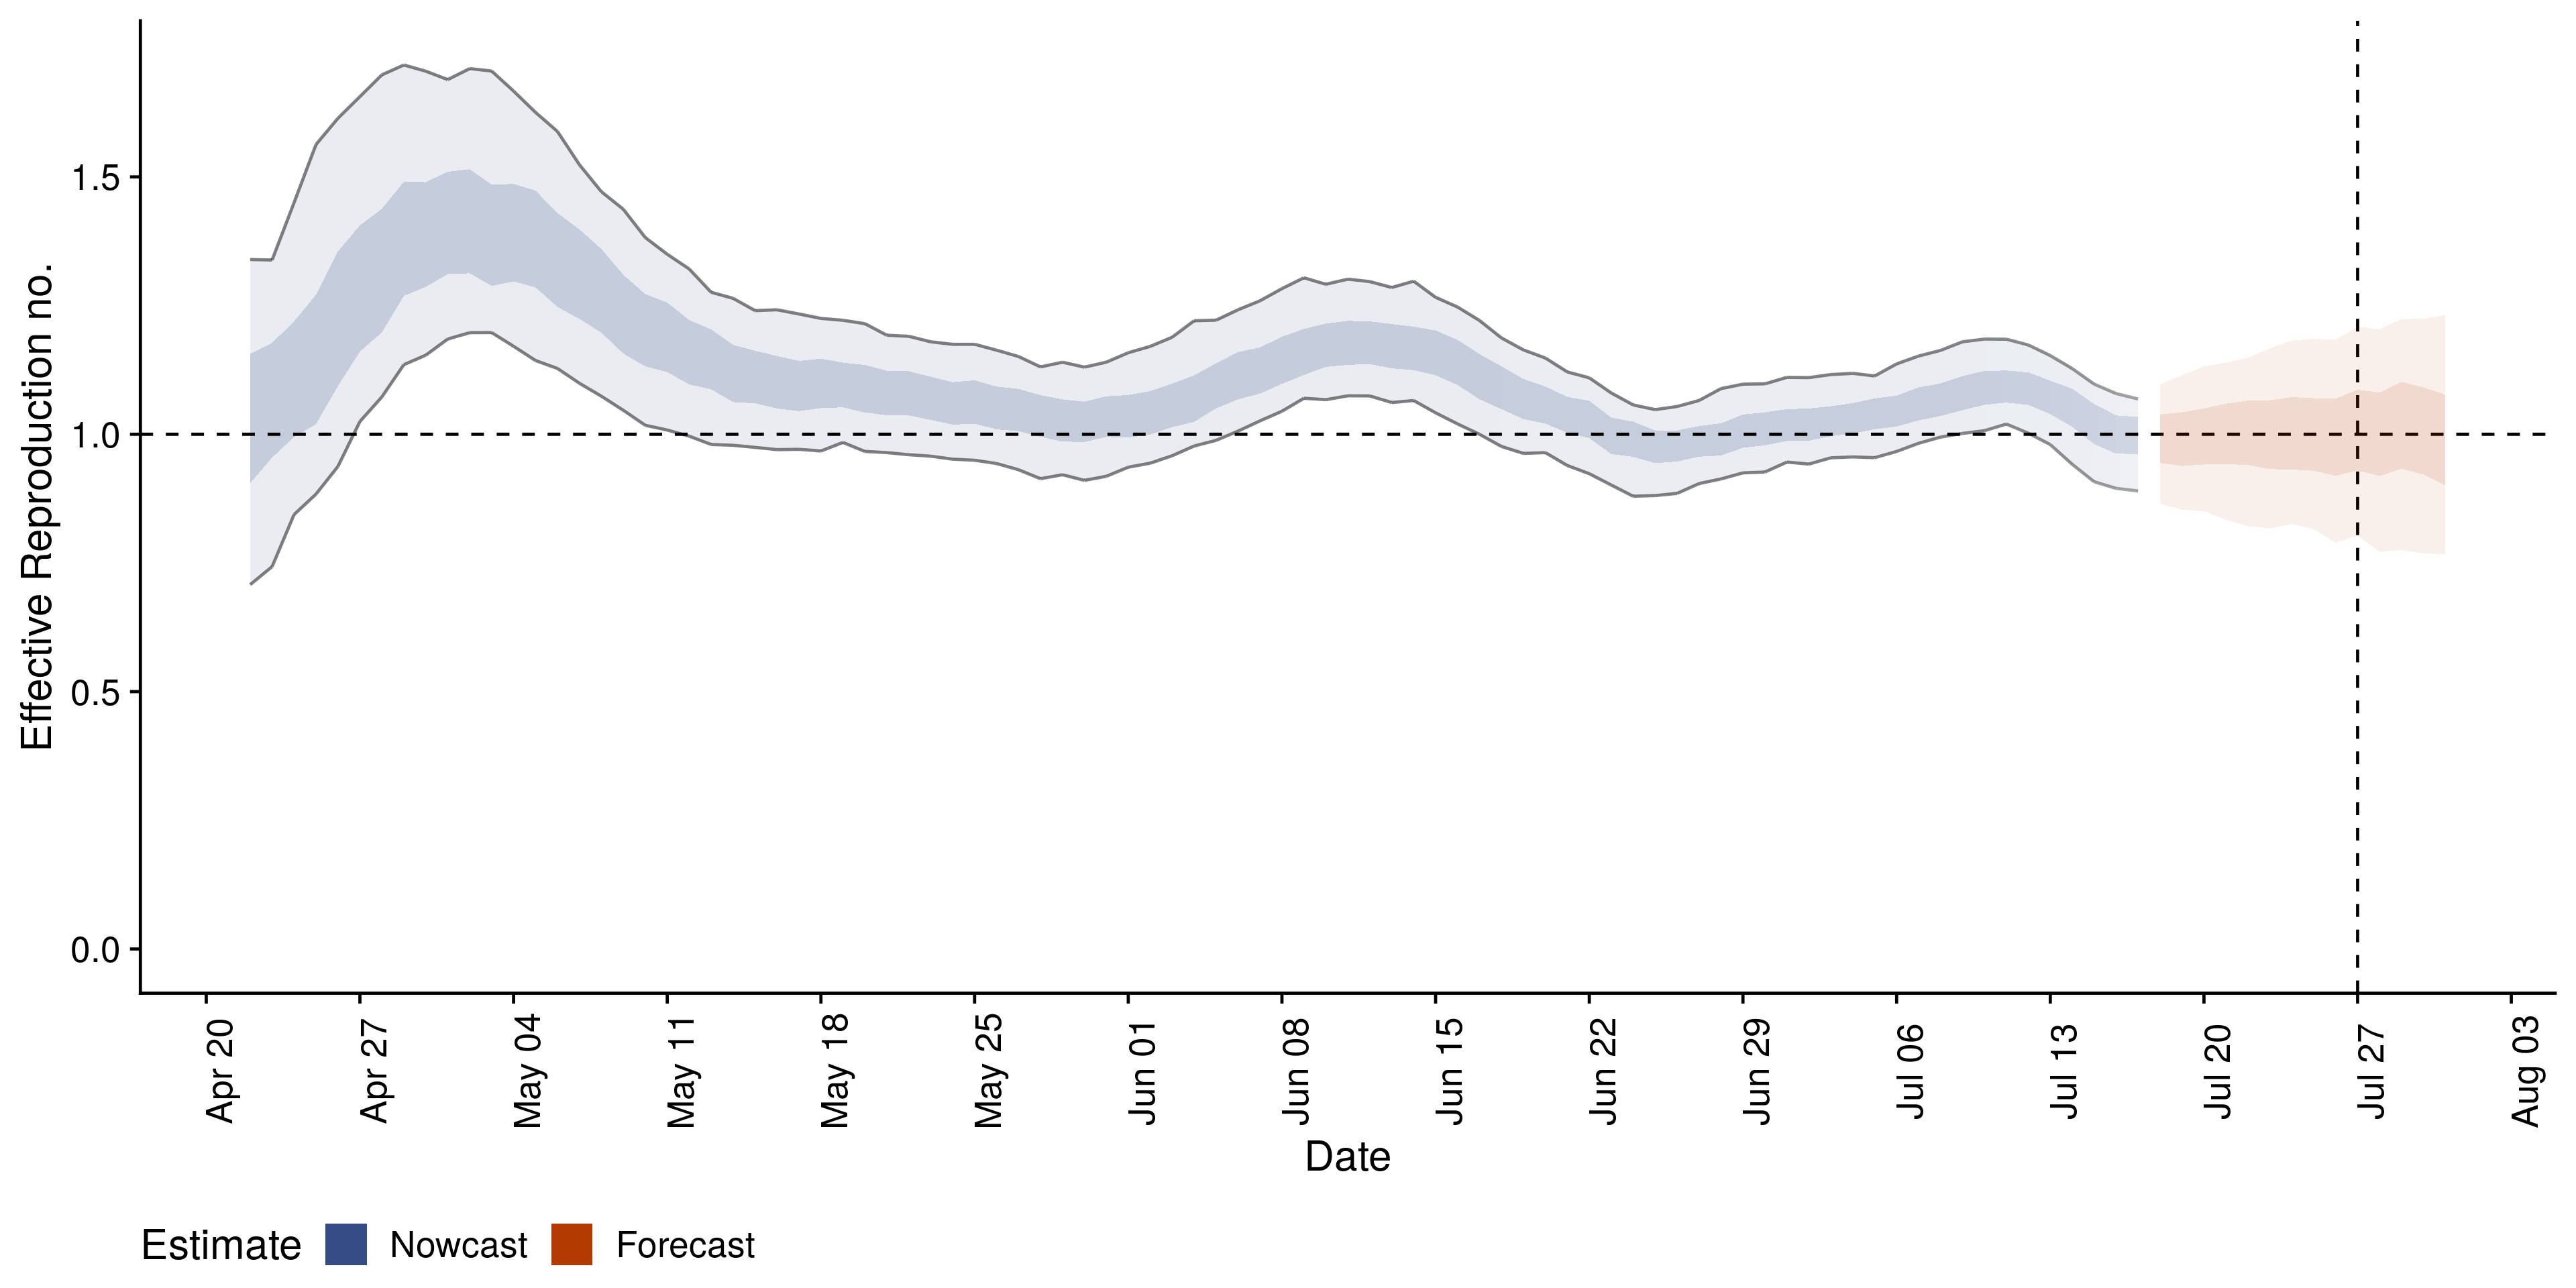 Effective Reproduction no.
1.5
1.0
0.5
0.0
Apr 20
Apr 27
May 04
May 11
May 18
May 25
Jun 01
Jun 08
Jun 15
Jun 22
Jun 29
Jul 06
Jul 13
Jul 20
Jul 27
Aug 03
Date
Estimate Nowcast Forecast